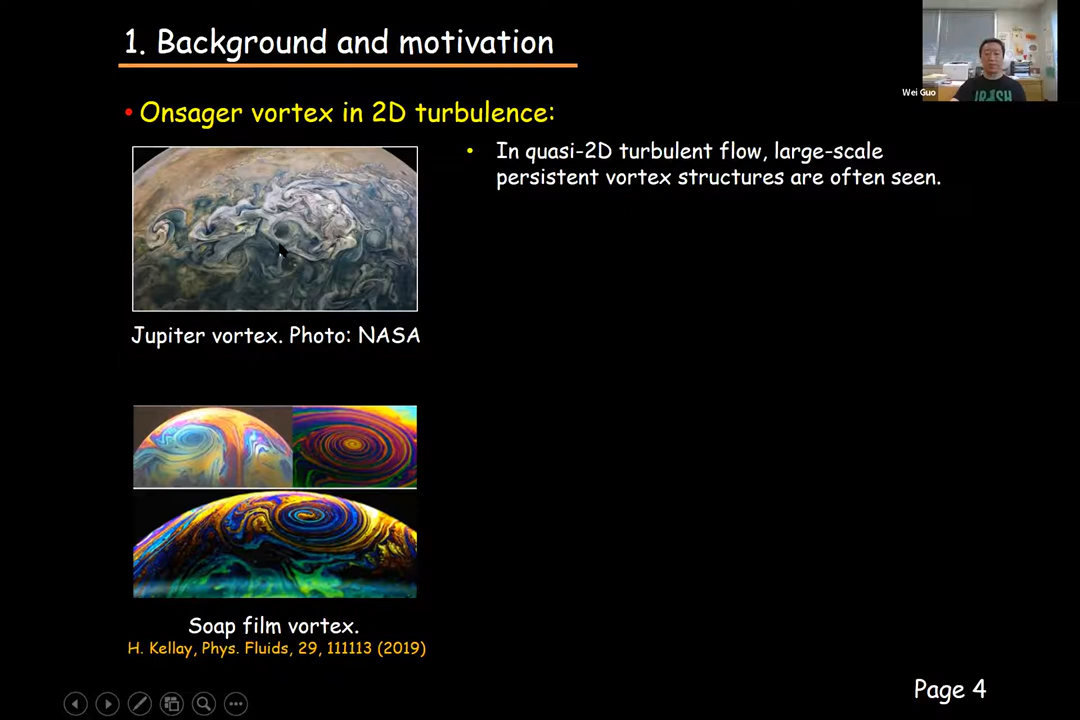 1. Background and motivation
Wei Guo
• Onsager vortex in 2D turbulence:
• In quasi-2D turbulent flow, large-scale
persistent vortex structures are often seen.
Jupiter vortex. Photo: NASA
Soap film vortex.
H. Kellay, Phys. Fluids, 29, 111113 (2019)
Page 4